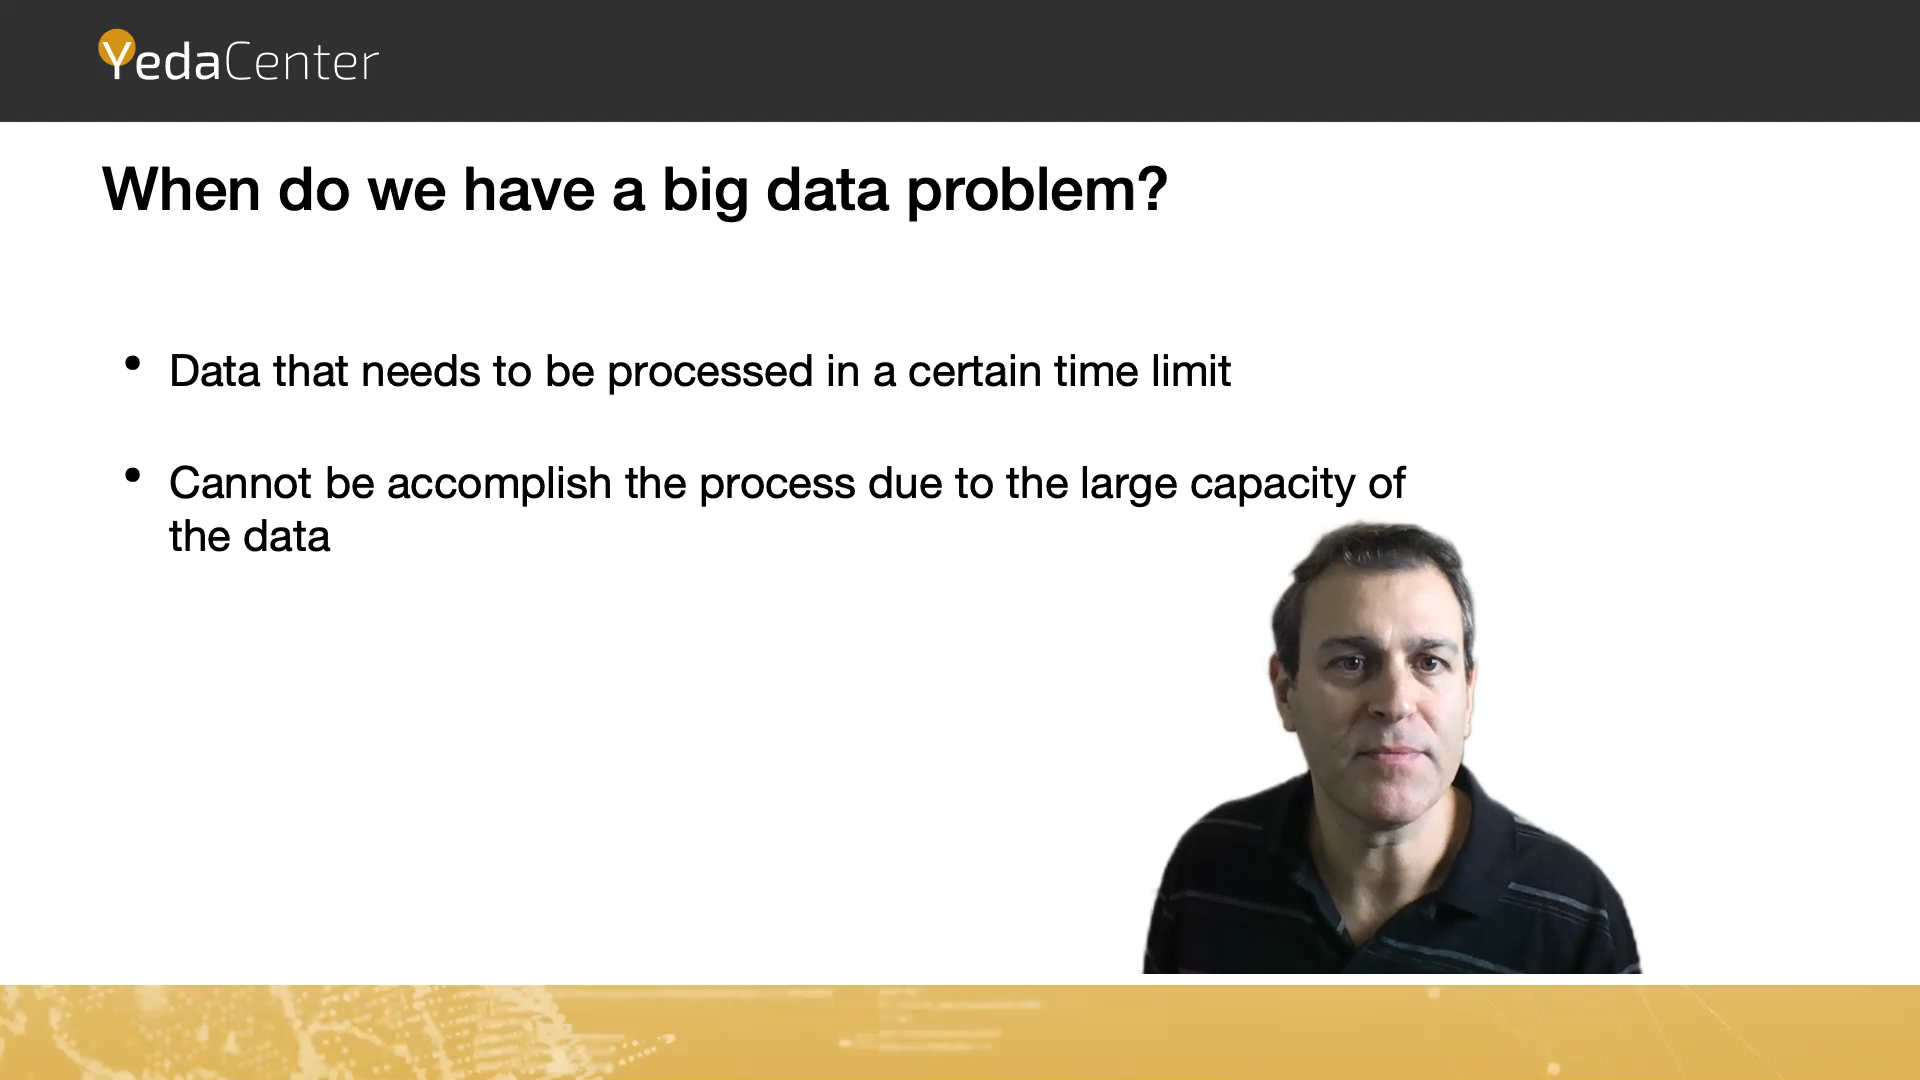 YedaCenter
When do we have a big data problem?
• Data that needs to be processed in a certain time limit
• Cannot be accomplish the process due to the large capacity of
the data